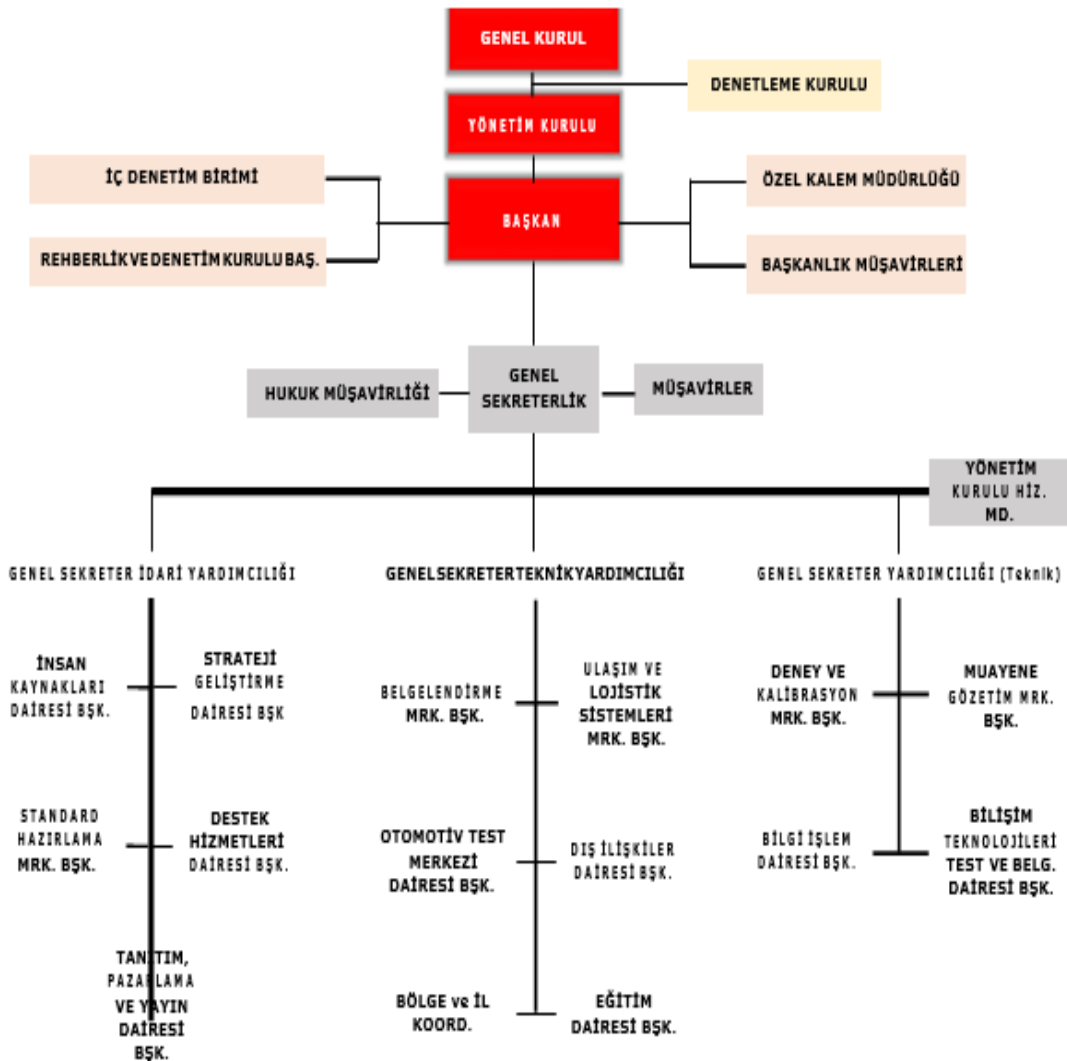 GENEL KURUL
DENETLEME KURULU
YÖNETİM KURULU
İÇ DENETİM BİRİMİ
ÖZEL KALEM MÜDÜRLÜĞÜ
BAŞKAN
REHBERLİK VE DENETİM KURULU BAŞ.
BAŞKANLIK MÜŞAVİRLERİ
HUKUK MÜŞAVİRLİĞİ
GENEL
SEKRETERLİK
MÜŞAVİRLER
YÖNETİM
KURULU HİZ.
MD.
GENEL SEKRETER İDARİ YARDIMCILIĞI
GENEL SEKRETER TEKNİK YARDIMCILIĞI
GENEL SEKRETER YARDIMCILIĞI (Teknik)
İNSAN
KAYNAKLARI
DAİRESİ BŞK.
STRATEJİ
GELİŞTİRME
DAİRESİ BŞK
BELGELENDİRME
MRK. BŞK.
ULAŞIM VE
LOJİSTİK
SİSTEMLERİ
MRK. BŞK.
DENEY VE
KALİBRASYON
MRK. BŞK.
MUAYENE
GÖZETİM MRK.
BŞK.
STANDARD
HAZIRLAMA
MRK. BŞK.
DESTEK
HİZMETLERİ
DAİRESİ BŞK.
OTOMOTİV TEST
MERKEZİ
DAİRESİ BŞK.
DIŞ İLİŞKİLER
DAİRESİ BŞK.
BİLGİ İŞLEM
DAİRESİ BŞK.
BİLİŞİM
TEKNOLOJİLERİ
TEST VE BELG.
DAİRESİ BŞK.
TANITIM,
PAZARLAMA
VE YAYIN
DAİRESİ
BŞK.
BÖLGE ve İL
KOORD.
EĞİTİM
DAİRESİ BŞK.